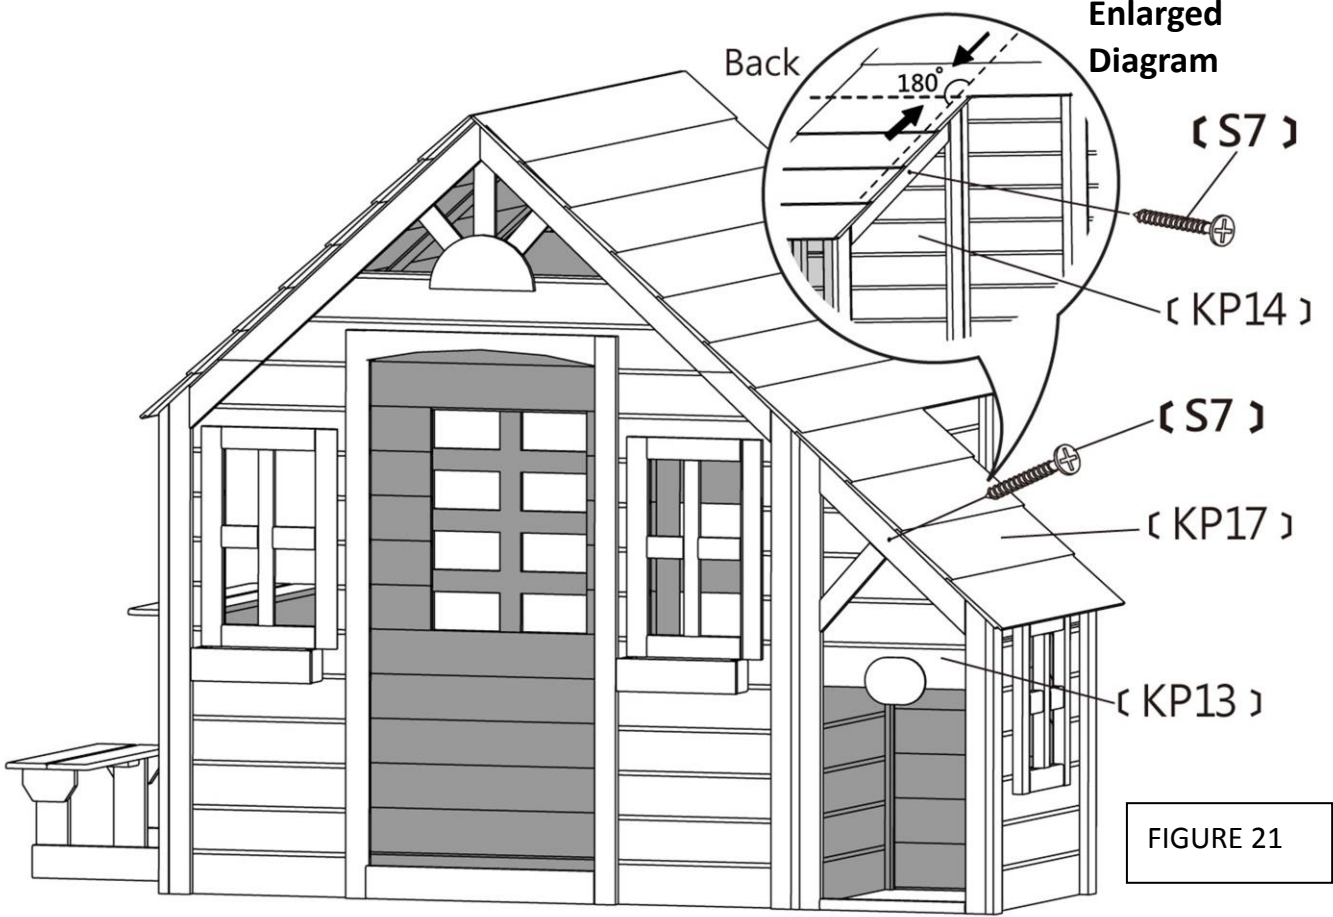 Enlarged
Diagram
Back
180°
[ S7 ]
[ KP14 ]
[ S7 ]
[ KP17 ]
[ KP13 ]
FIGURE 21